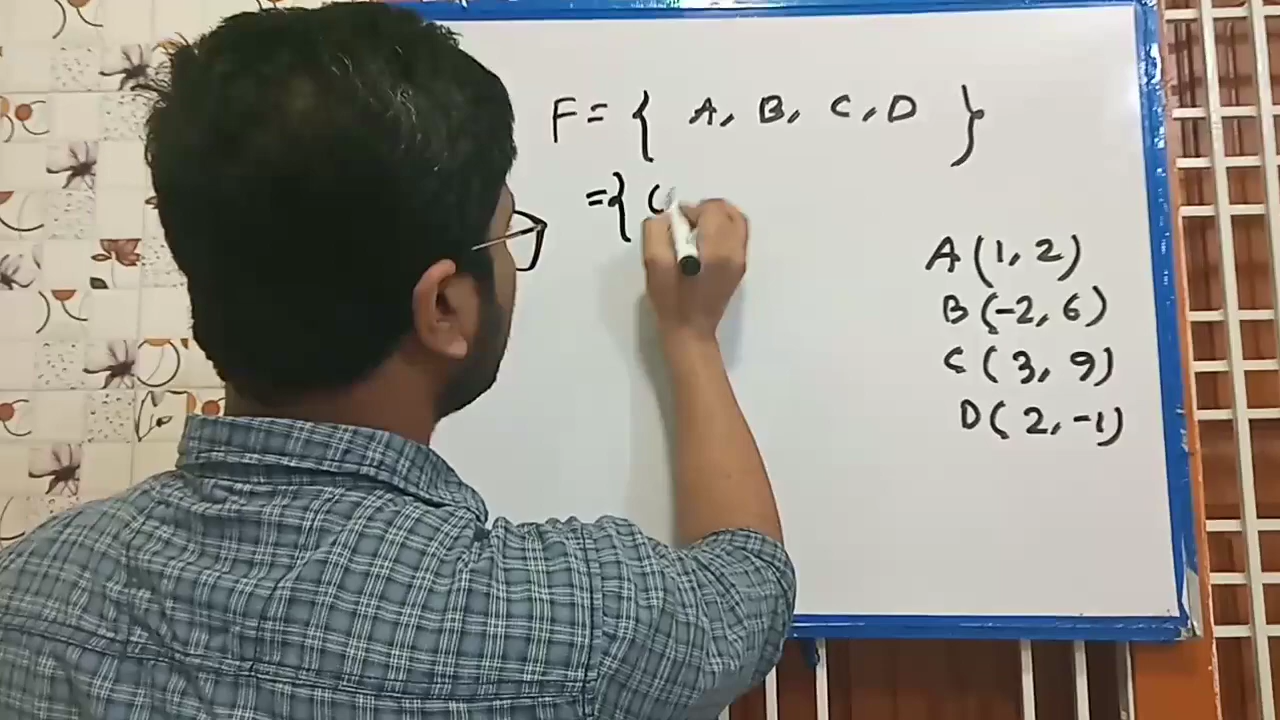 F = { A, B, C, D }
= { (
A (1, 2)
B (-2, 6)
C ( 3, 9)
D ( 2, -1)